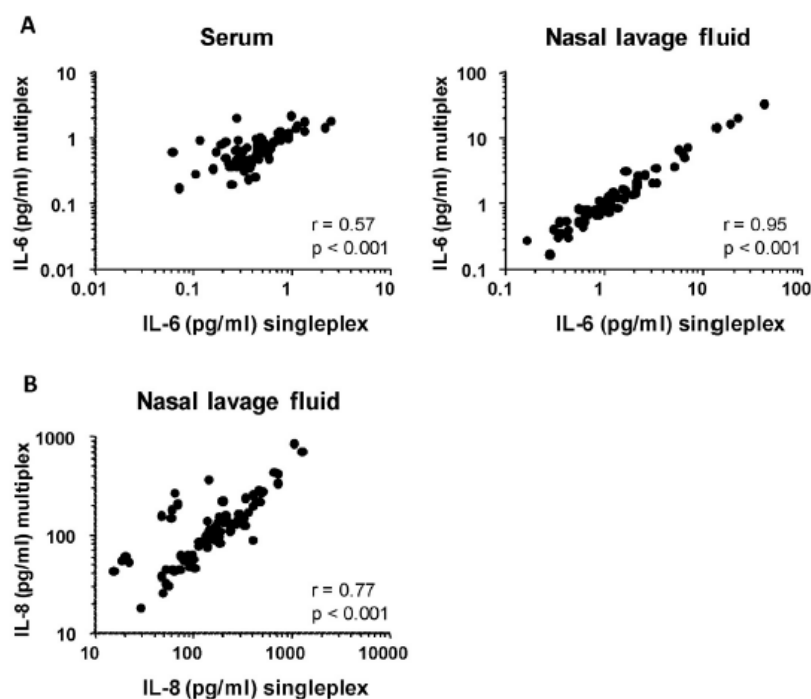 A
Serum
IL-6 (pg/ml) multiplex
10
1
0.1
0.01
r = 0.57
p < 0.001
0.01
0.1
1
10
IL-6 (pg/ml) singleplex
Nasal lavage fluid
IL-6 (pg/ml) multiplex
100
10
1
0.1
r = 0.95
p < 0.001
0.1
1
10
100
IL-6 (pg/ml) singleplex
B
Nasal lavage fluid
IL-8 (pg/ml) multiplex
1000
100
10
r = 0.77
p < 0.001
10
100
1000
10000
IL-8 (pg/ml) singleplex